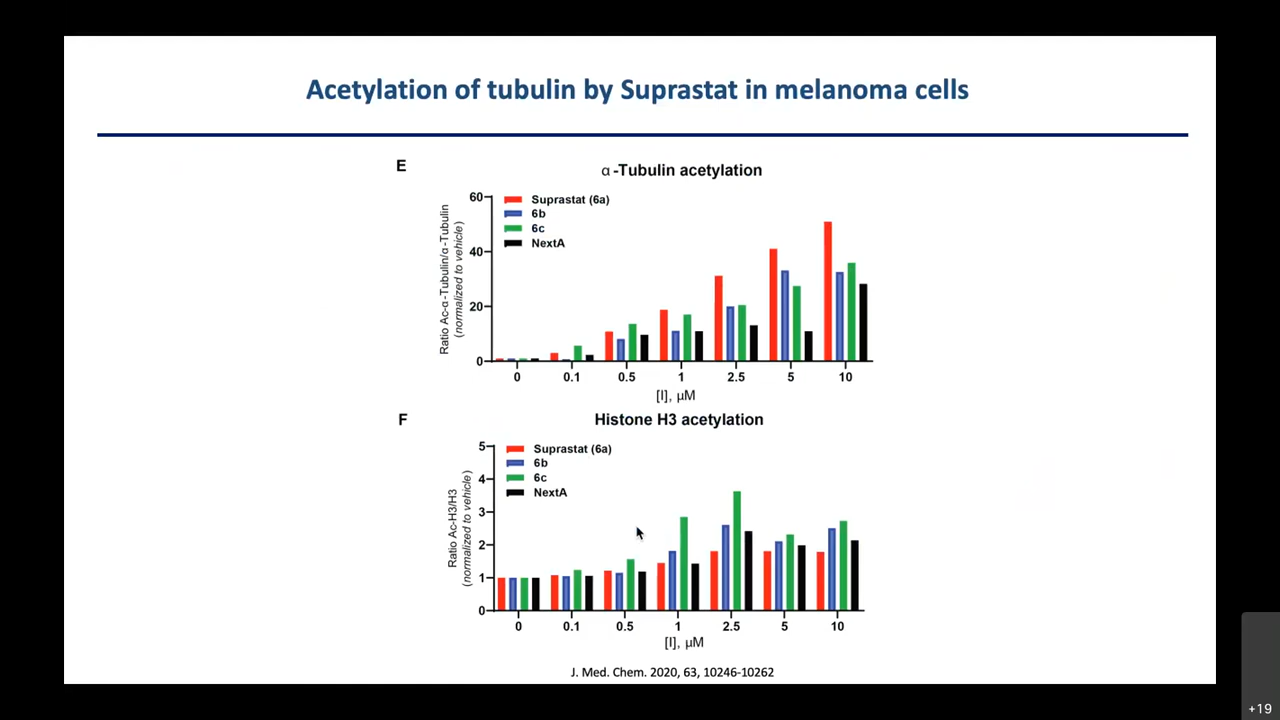 Acetylation of tubulin by Suprastat in melanoma cells
E
α-Tubulin acetylation
Ratio Ac-α-Tubulin/α-Tubulin
(normalized to vehicle)
60
40
20
0
Suprastat (6a)
6b
6c
NextA
0 0.1 0.5 1 2.5 5 10
[I], μM
F
Histone H3 acetylation
Ratio Ac-H3/H3
(normalized to vehicle)
5
4
3
2
1
0
Suprastat (6a)
6b
6c
NextA
0 0.1 0.5 1 2.5 5 10
[I], μM
J. Med. Chem. 2020, 63, 10246-10262
+19